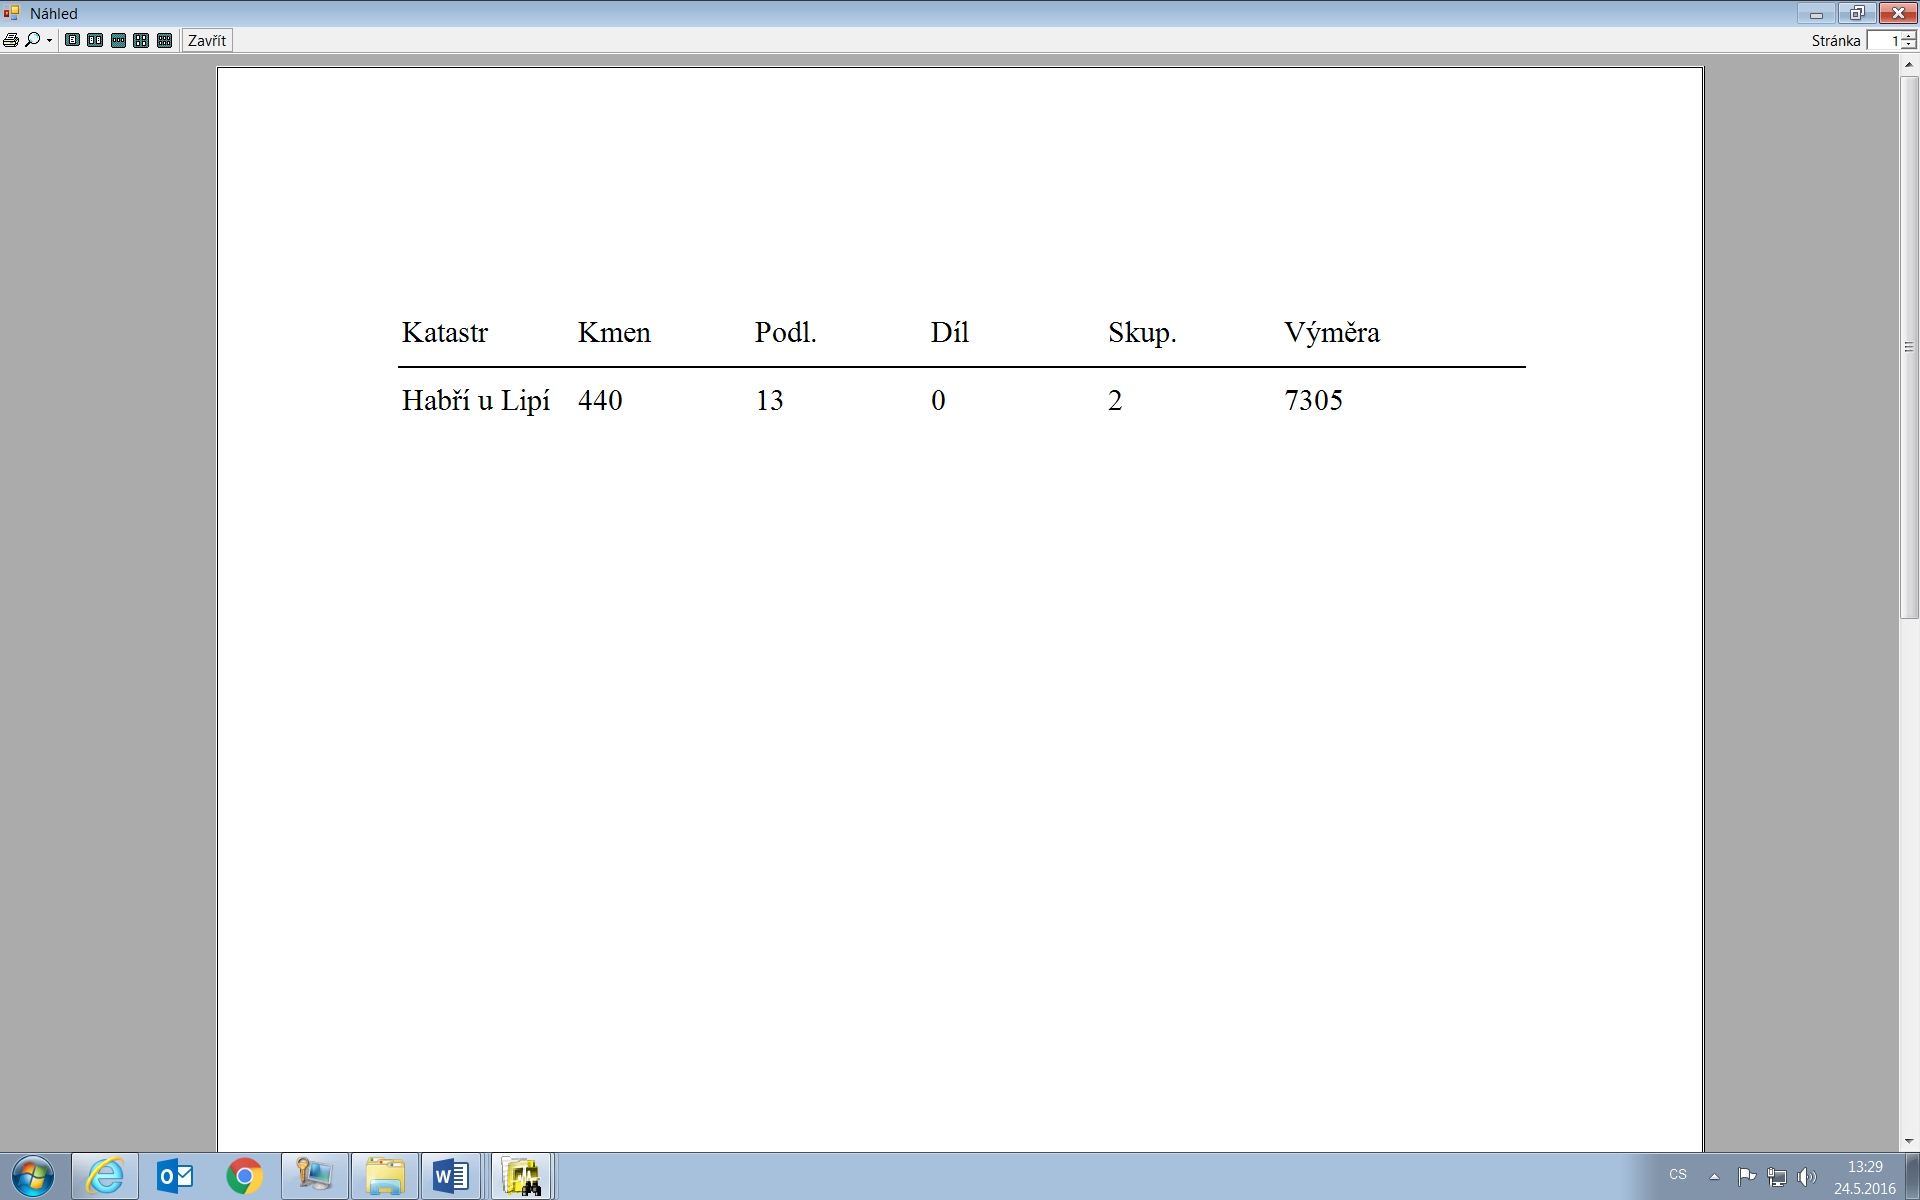 Náhled
Zavřít
Stránka 1
Katastr Kmen Podl. Díl Skup. Výměra
Habří u Lipí 440 13 0 2 7305
CS
13:29
24.5.2016